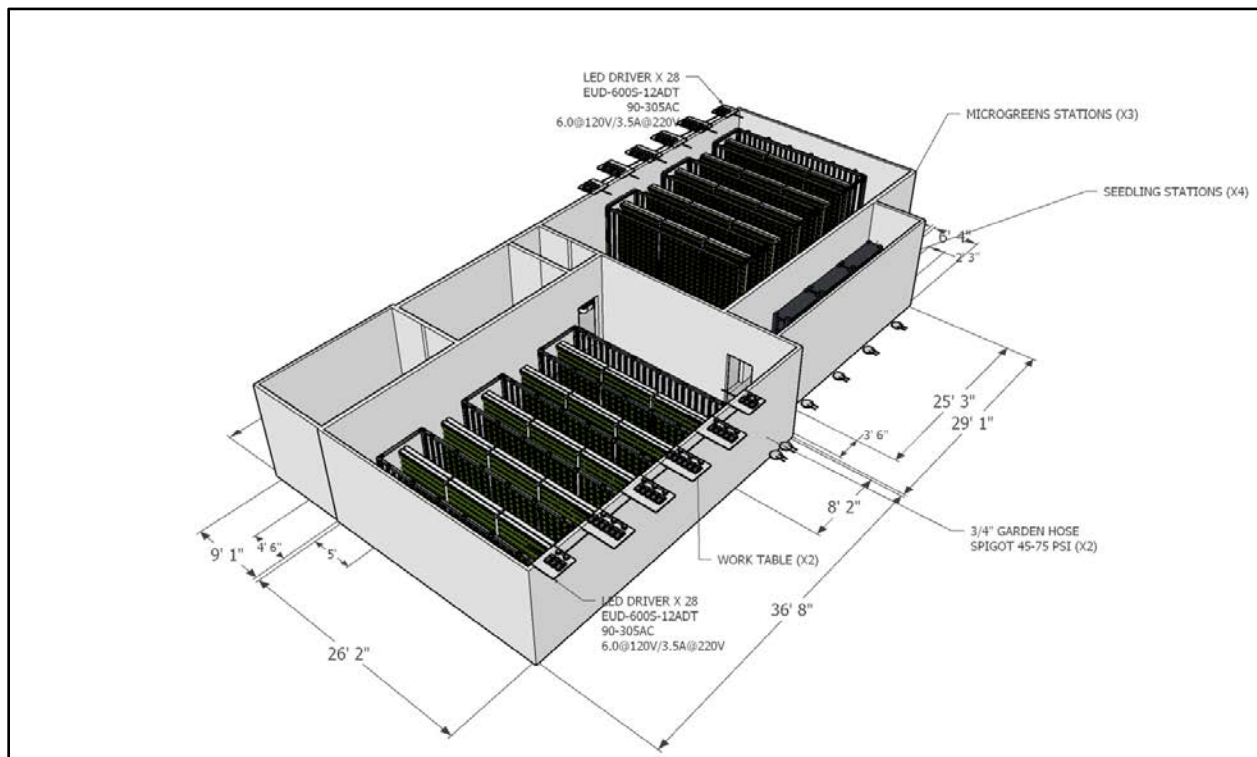 LED DRIVER X 28
EUD-600S-12ADT
90-305AC
6.0@120V/3.5A@220V
MICROGREENS STATIONS (X3)
SEEDLING STATIONS (X4)
6' 4"
2' 3"
25' 3"
29' 1"
3' 6"
8' 2"
3/4" GARDEN HOSE
SPIGOT 45-75 PSI (X2)
4' 6"
5'
9' 1"
WORK TABLE (X2)
LED DRIVER X 28
EUD-600S-12ADT
90-305AC
6.0@120V/3.5A@220V
36' 8"
26' 2"